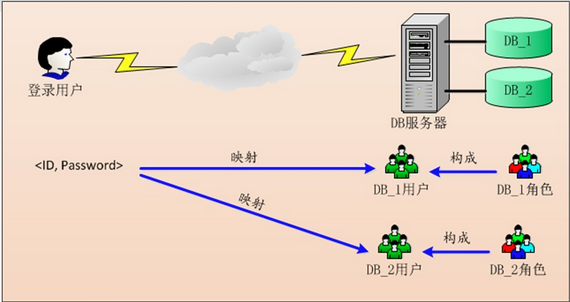 DB_1
登录用户
DB_2
DB服务器
<ID, Password>
映射
构成
DB_1用户
DB_1角色
映射
构成
DB_2用户
DB_2角色